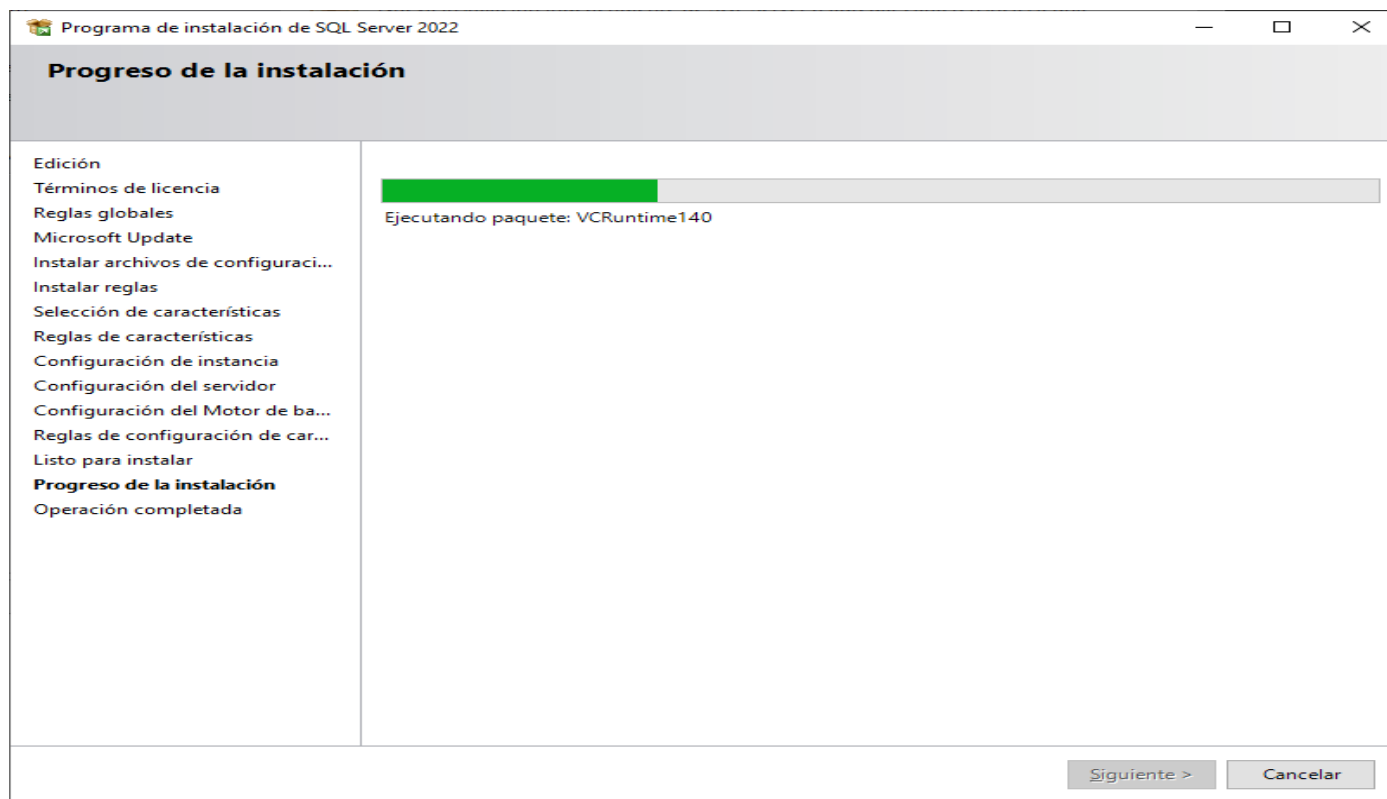 Programa de instalación de SQL Server 2022
Progreso de la instalación
Edición
Términos de licencia
Reglas globales
Microsoft Update
Instalar archivos de configuraci...
Instalar reglas
Selección de características
Reglas de características
Configuración de instancia
Configuración del servidor
Configuración del Motor de ba...
Reglas de configuración de car...
Listo para instalar
Progreso de la instalación
Operación completada
Ejecutando paquete: VCRuntime140
Siguiente >
Cancelar